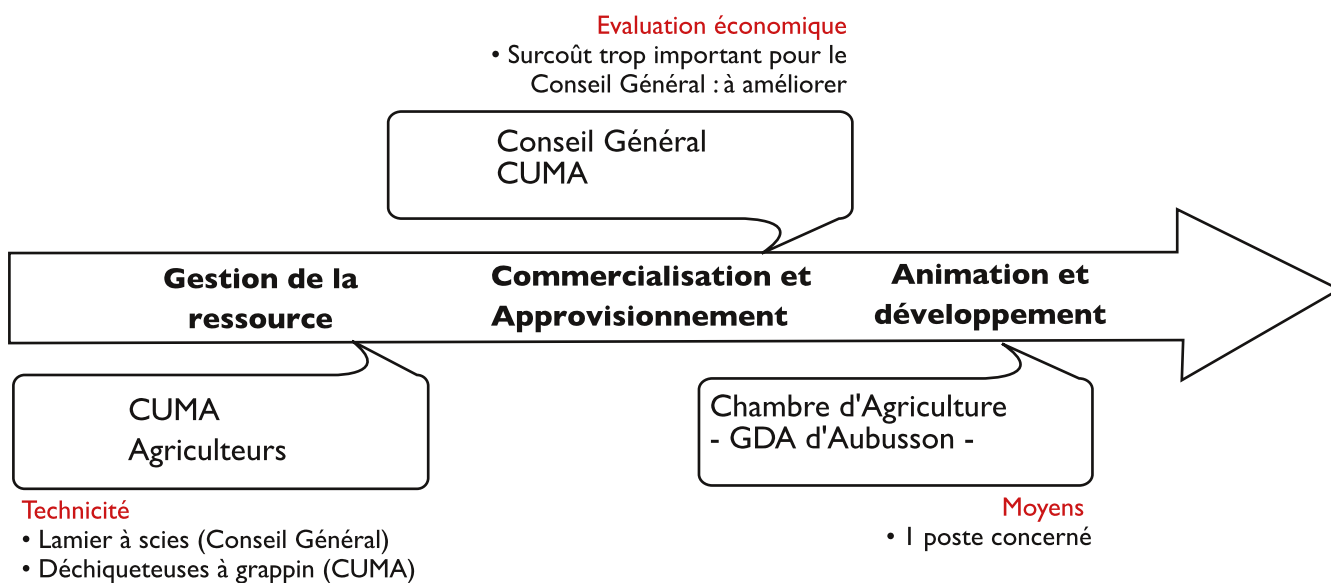 Evaluation économique
• Surcoût trop important pour le
Conseil Général : à améliorer
Conseil Général
CUMA
Gestion de la
ressource
Commercialisation et
Approvisionnement
Animation et
développement
CUMA
Agriculteurs
Chambre d'Agriculture
- GDA d'Aubusson -
Technicité
• Lamier à scies (Conseil Général)
• Déchiqueteuses à grappin (CUMA)
Moyens
• 1 poste concerné